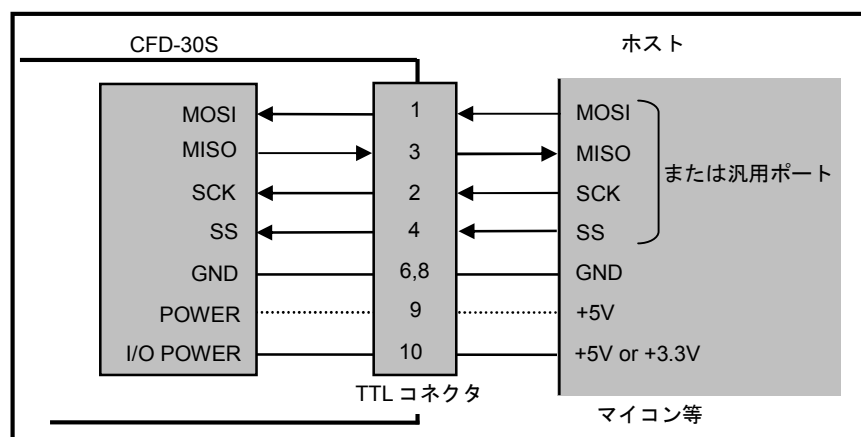 CFD-30S ホスト
MOSI 1 MOSI
MISO 3 MISO
または汎用ポート
SCK 2 SCK
SS 4 SS
GND 6,8 GND
POWER 9 +5V
I/O POWER 10 +5V or +3.3V
TTL コネクタ
マイコン等